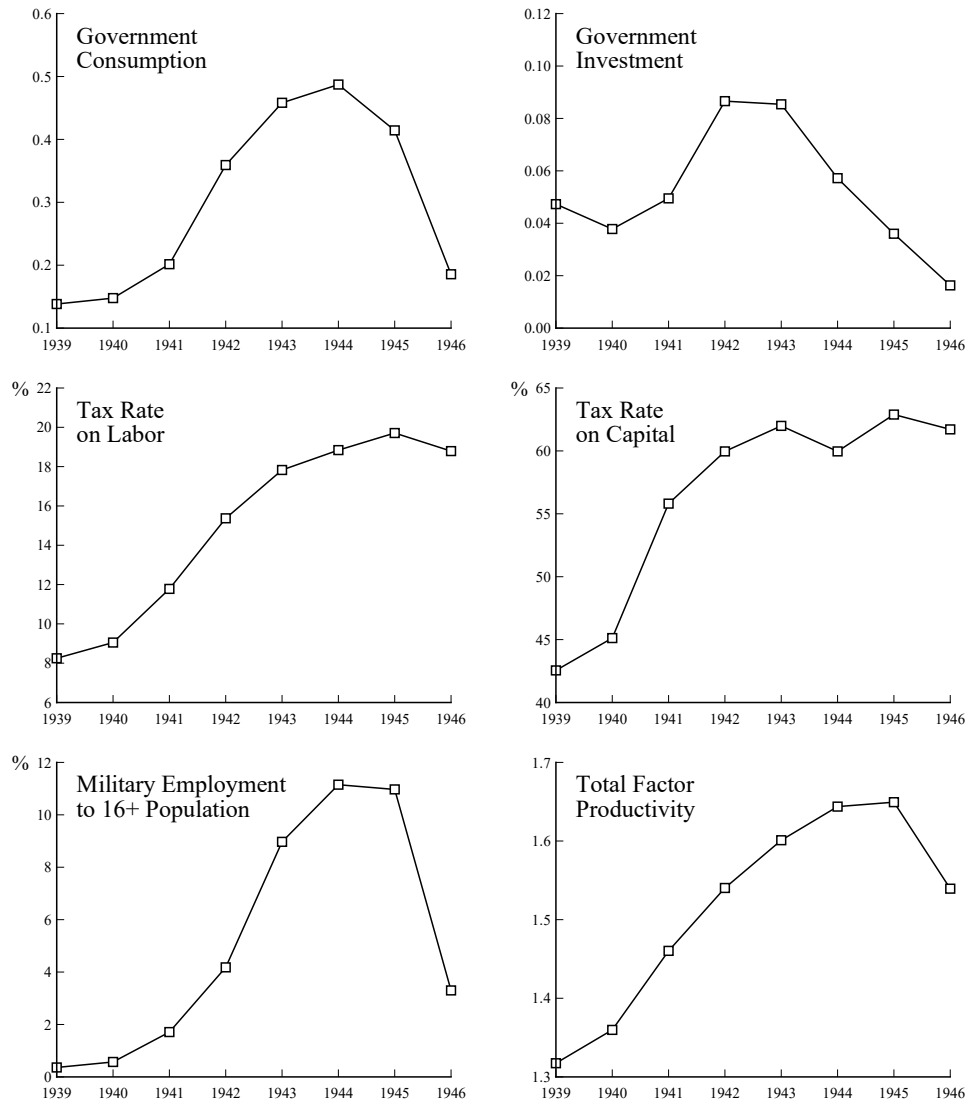 0.6
Government
Consumption
0.5
0.4
0.3
0.2
0.1
1939 1940 1941 1942 1943 1944 1945 1946
0.12
Government
Investment
0.10
0.08
0.06
0.04
0.02
0.00
1939 1940 1941 1942 1943 1944 1945 1946
% 22
Tax Rate
on Labor
20
18
16
14
12
10
8
6
1939 1940 1941 1942 1943 1944 1945 1946
% 65
Tax Rate
on Capital
60
55
50
45
40
1939 1940 1941 1942 1943 1944 1945 1946
% 12
Military Employment
to 16+ Population
10
8
6
4
2
0
1939 1940 1941 1942 1943 1944 1945 1946
1.7
Total Factor
Productivity
1.6
1.5
1.4
1.3
1939 1940 1941 1942 1943 1944 1945 1946